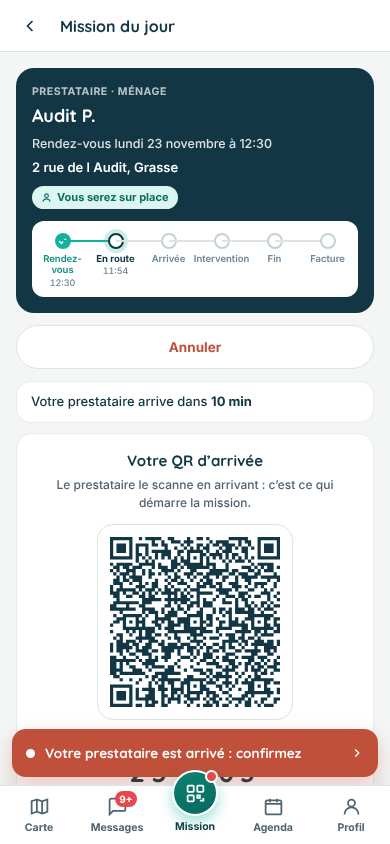 Mission du jour
PRESTATAIRE · MÉNAGE
Audit P.
Rendez-vous lundi 23 novembre à 12:30
2 rue de l Audit, Grasse
Vous serez sur place
Rendez-vous
12:30
En route
11:54
Arrivée
Intervention
Fin
Facture
Annuler
Votre prestataire arrive dans 10 min
Votre QR d’arrivée
Le prestataire le scanne en arrivant : c’est ce qui
démarre la mission.
Votre prestataire est arrivé : confirmez
9+
Carte
Messages
Mission
Agenda
Profil